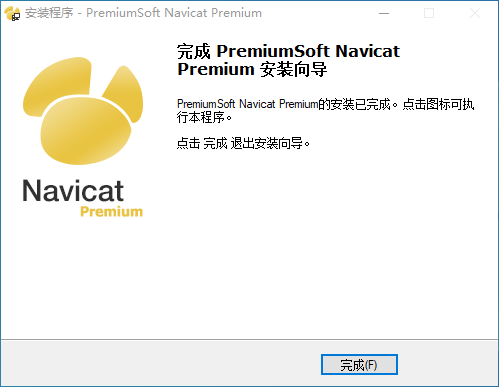 安装程序 - PremiumSoft Navicat Premium
完成 PremiumSoft Navicat
Premium 安装向导
PremiumSoft Navicat Premium的安装已完成。点击图标可执
行本程序。
点击 完成 退出安装向导。
Navicat
Premium
完成(F)